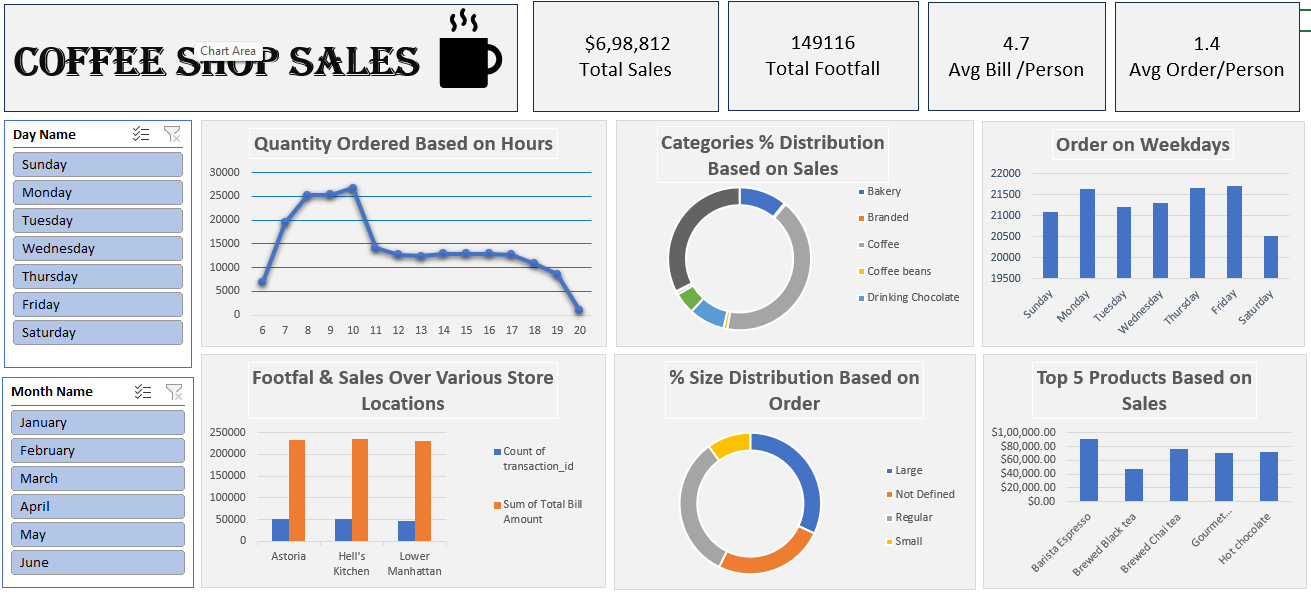 COFFEE SHOP SALES
Chart Area
$6,98,812
Total Sales
149116
Total Footfall
4.7
Avg Bill /Person
1.4
Avg Order/Person
Day Name
Sunday
Monday
Tuesday
Wednesday
Thursday
Friday
Saturday
Month Name
January
February
March
April
May
June
Quantity Ordered Based on Hours
30000
25000
20000
15000
10000
5000
0
6 7 8 9 10 11 12 13 14 15 16 17 18 19 20
Categories % Distribution
Based on Sales
Bakery
Branded
Coffee
Coffee beans
Drinking Chocolate
Order on Weekdays
22000
21500
21000
20500
20000
19500
Sunday
Monday
Tuesday
Wednesday
Thursday
Friday
Saturday
Footfal & Sales Over Various Store
Locations
250000
200000
150000
100000
50000
0
Astoria
Hell's
Kitchen
Lower
Manhattan
Count of
transaction_id
Sum of Total Bill
Amount
% Size Distribution Based on
Order
Large
Not Defined
Regular
Small
Top 5 Products Based on
Sales
$1,00,000.00
$80,000.00
$60,000.00
$40,000.00
$20,000.00
$0.00
Barista Espresso
Brewed Black tea
Brewed Chai tea
Gourmet...
Hot chocolate